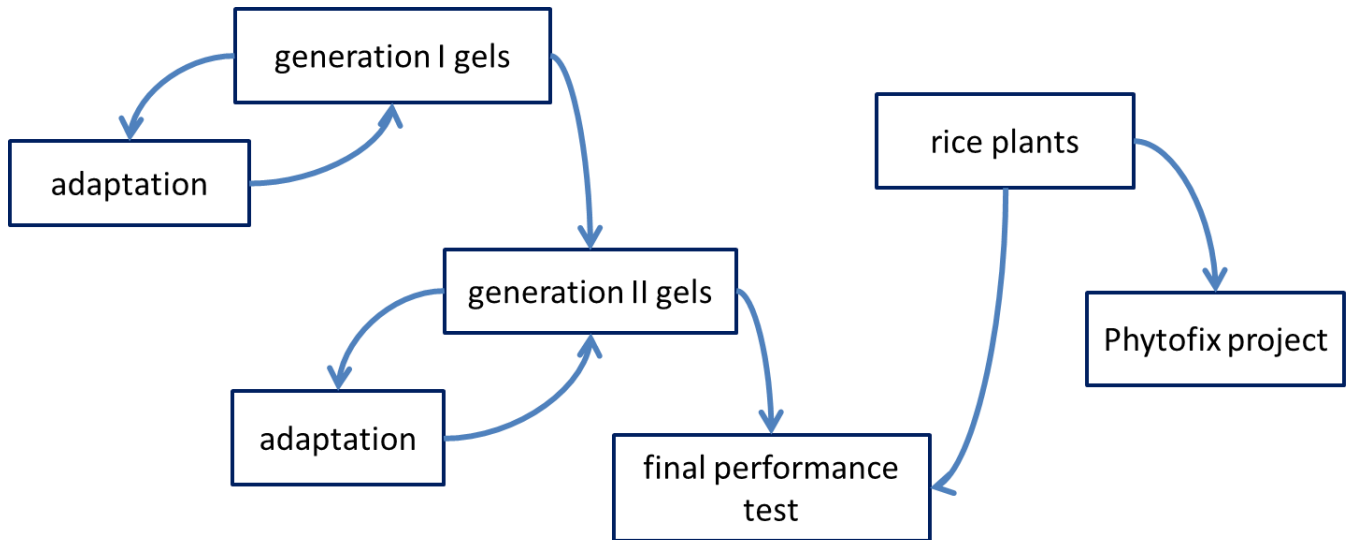 generation I gels
adaptation
rice plants
generation II gels
Phytofix project
adaptation
final performance
test